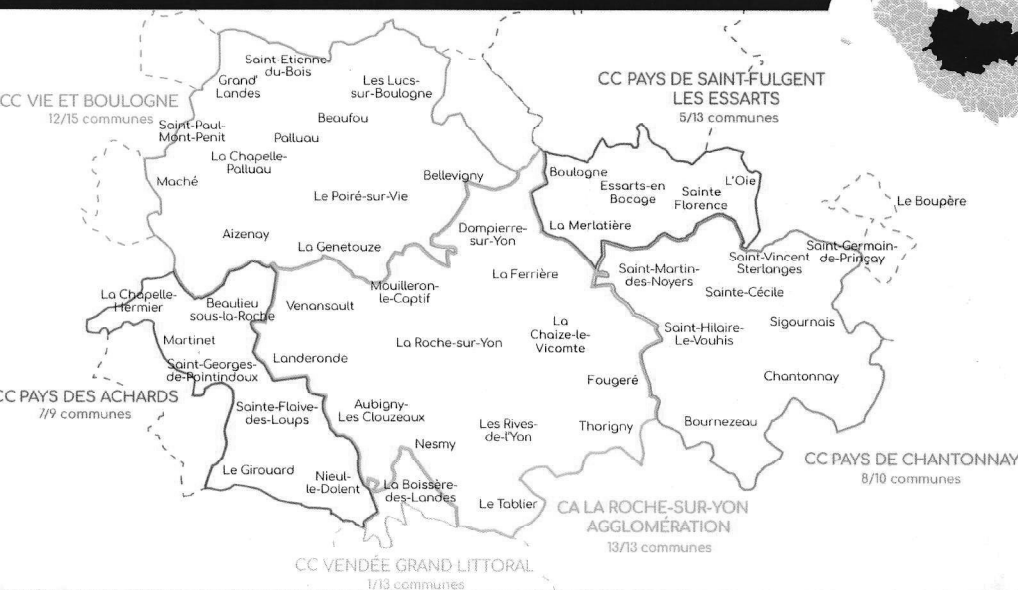 CC VIE ET BOULOGNE
12/15 communes
Saint-Etienne-
du-Bois
Grand'
Landes
Les Lucs-
sur-Boulogne
Beaufou
Saint-Paul-
Mont-Penit
Palluau
La Chapelle-
Palluau
Maché
Le Poiré-sur-Vie
Bellevigny
Aizenay
La Genetouze
CC PAYS DE SAINT-FULGENT
LES ESSARTS
5/13 communes
Boulogne
Essarts-en
Bocage
Sainte
Florence
L'Oie
La Merlatière
Le Boupère
Dompierre-
sur-Yon
La Ferrière
Mouilleron-
le-Captif
Venansault
La Roche-sur-Yon
La
Chaize-le-
Vicomte
Landeronde
Fougeré
Aubigny-
Les Clouzeaux
Les Rives-
de-l'Yon
Thorigny
Nesmy
Le Tablier
Saint-Germain-
de-Prinçay
Saint-Vincent
Sterlanges
Saint-Martin-
des-Noyers
Sainte-Cécile
Saint-Hilaire-
Le-Vouhis
Sigournais
Chantonnay
Bournezeau
CC PAYS DE CHANTONNAY
8/10 communes
La Chapelle-
Hermier
Beaulieu
sous-la-Roche
Martinet
Saint-Georges-
de-Pointindoux
CC PAYS DES ACHARDS
7/9 communes
Sainte-Flaive-
des-Loups
Le Girouard
Nieul-
le-Dolent
La Boissère-
des-Landes
CA LA ROCHE-SUR-YON
AGGLOMÉRATION
13/13 communes
CC VENDÉE GRAND LITTORAL
1/13 communes